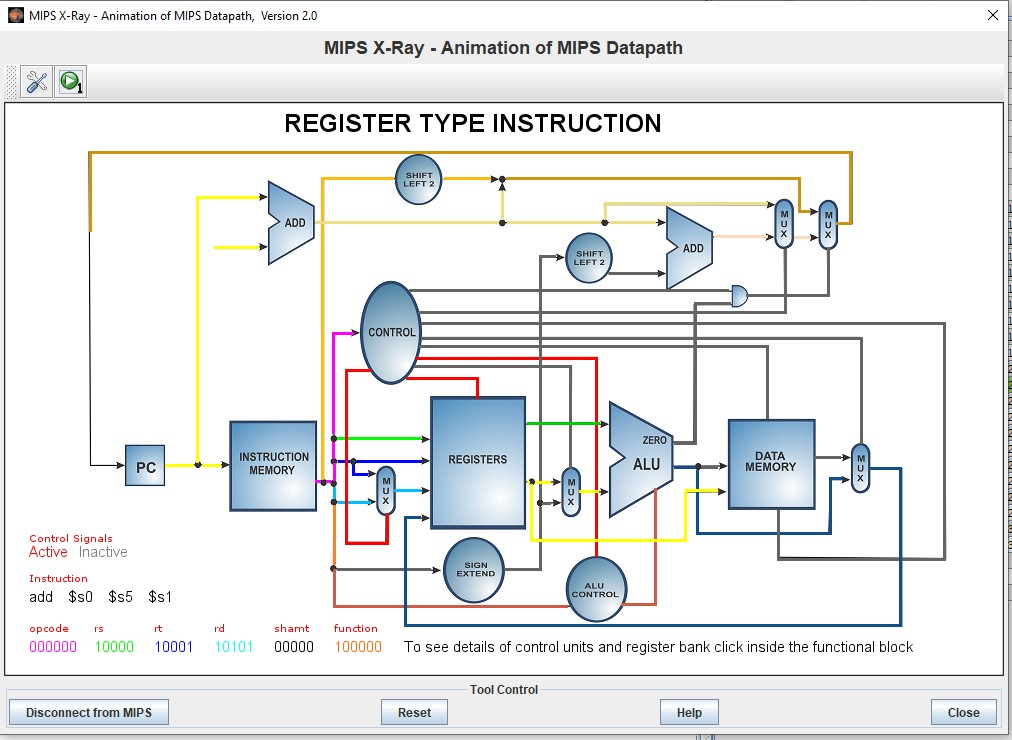 MIPS X-Ray - Animation of MIPS Datapath, Version 2.0
MIPS X-Ray - Animation of MIPS Datapath
1
REGISTER TYPE INSTRUCTION
SHIFT
LEFT 2
ADD
MUX
MUX
SHIFT
LEFT 2
ADD
CONTROL
INSTRUCTION
MEMORY
PC
REGISTERS
MUX
MUX
ZERO
ALU
DATA
MEMORY
MUX
SIGN
EXTEND
ALU
CONTROL
Control Signals
Active Inactive
Instruction
add $s0 $s5 $s1
opcode rs rt rd shamt function
000000 10000 10001 10101 00000 100000
To see details of control units and register bank click inside the functional block
Tool Control
Disconnect from MIPS Reset Help Close